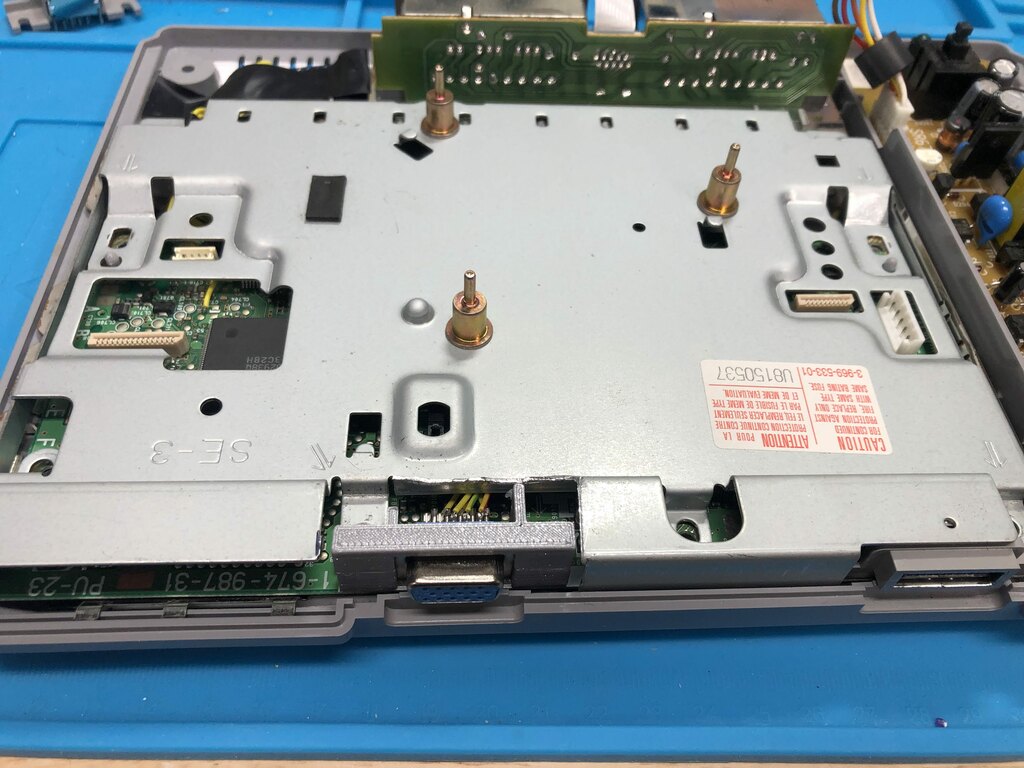 SE-3
CAUTION
FOR CONTINUED
PROTECTION AGAINST
FIRE, REPLACE ONLY
WITH SAME TYPE
SAME RATING FUSE.
ATTENTION POUR LA
PROTECTION CONTINUE CONTRE
LE FEU, REMPLACER SEULEMENT
PAR LE FUSIBLE DE MEME TYPE
ET DE MEME EVALUATION.
3-969-533-01
U8150537
1-674-987-31
PU-23